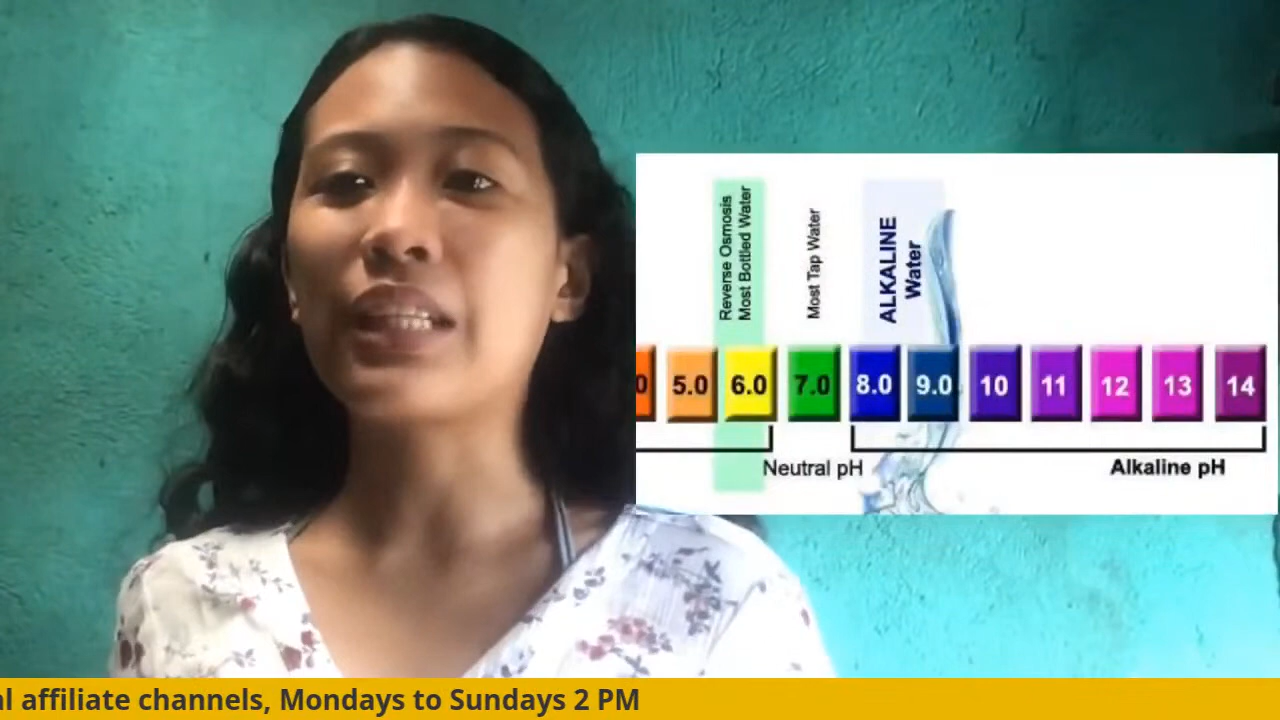 Reverse Osmosis
Most Bottled Water
Most Tap Water
ALKALINE
Water
0 5.0 6.0 7.0 8.0 9.0 10 11 12 13 14
Neutral pH
Alkaline pH
al affiliate channels, Mondays to Sundays 2 PM